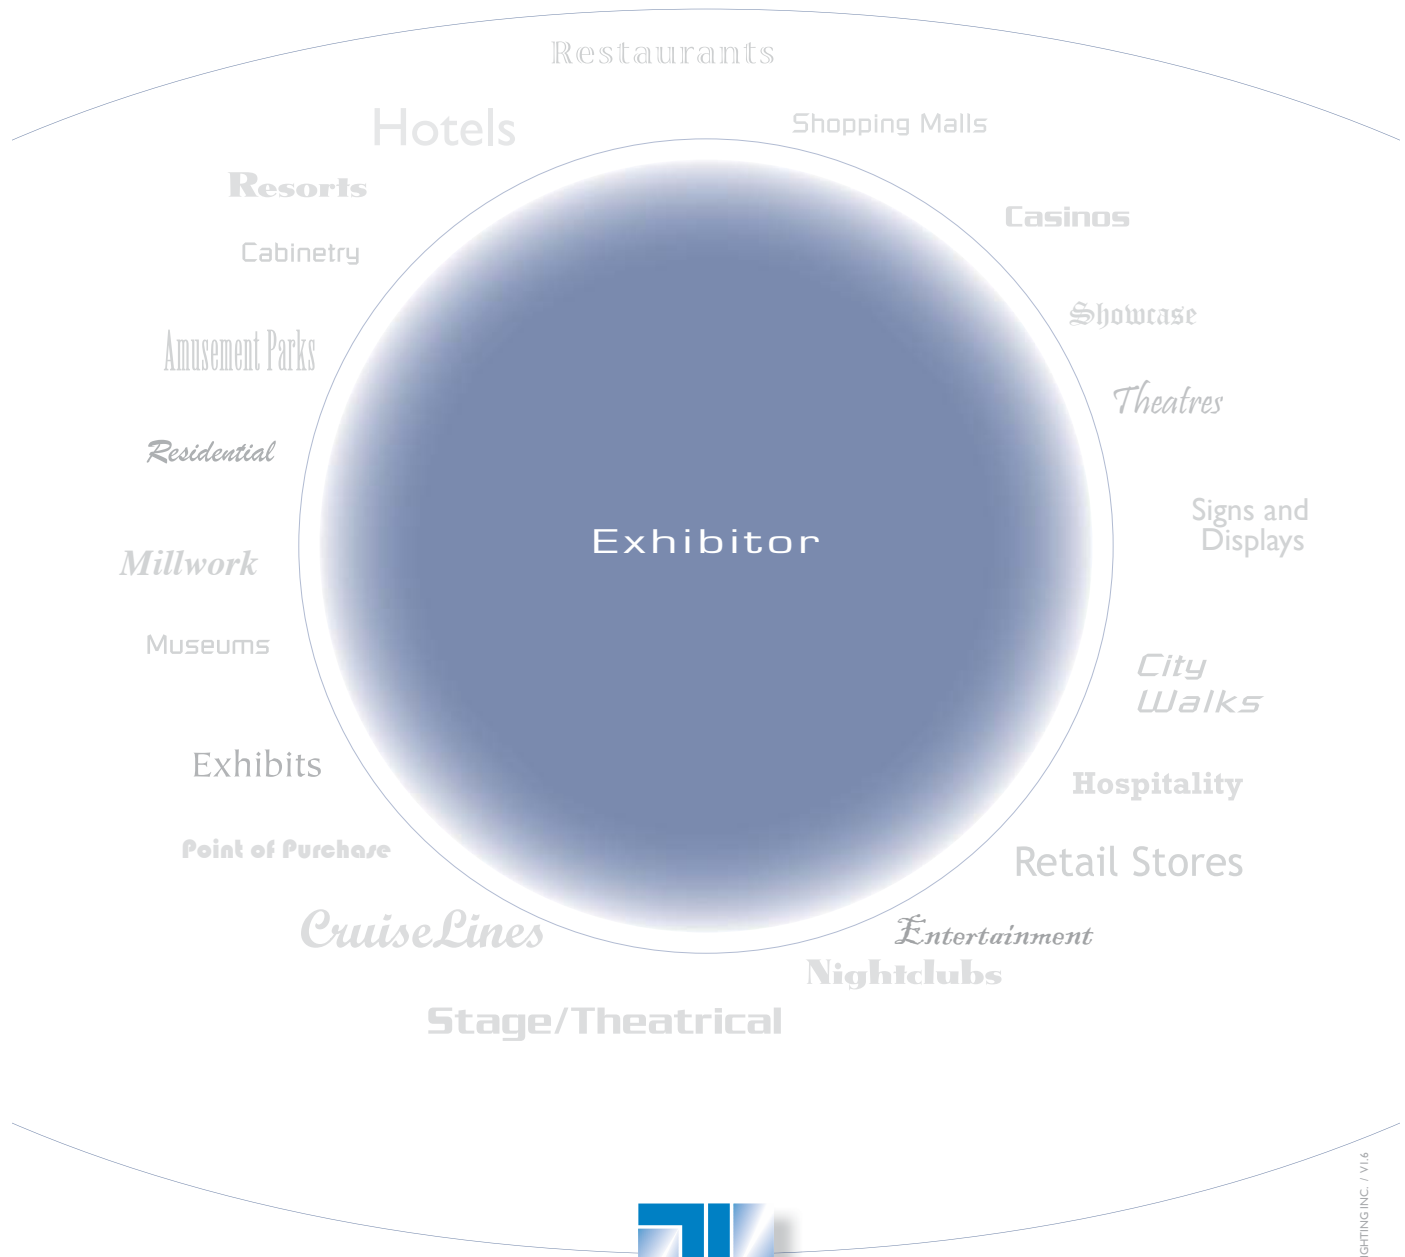 Restaurants
Hotels
Shopping Malls
Resorts
Casinos
Cabinetry
Showcase
Amusement Parks
Theatres
Residential
Signs and
Displays
Exhibitor
Millwork
Museums
City
Walks
Exhibits
Hospitality
Point of Purchase
Retail Stores
CruiseLines
Entertainment
Nightclubs
Stage/Theatrical
IGHTING INC. / V1.6